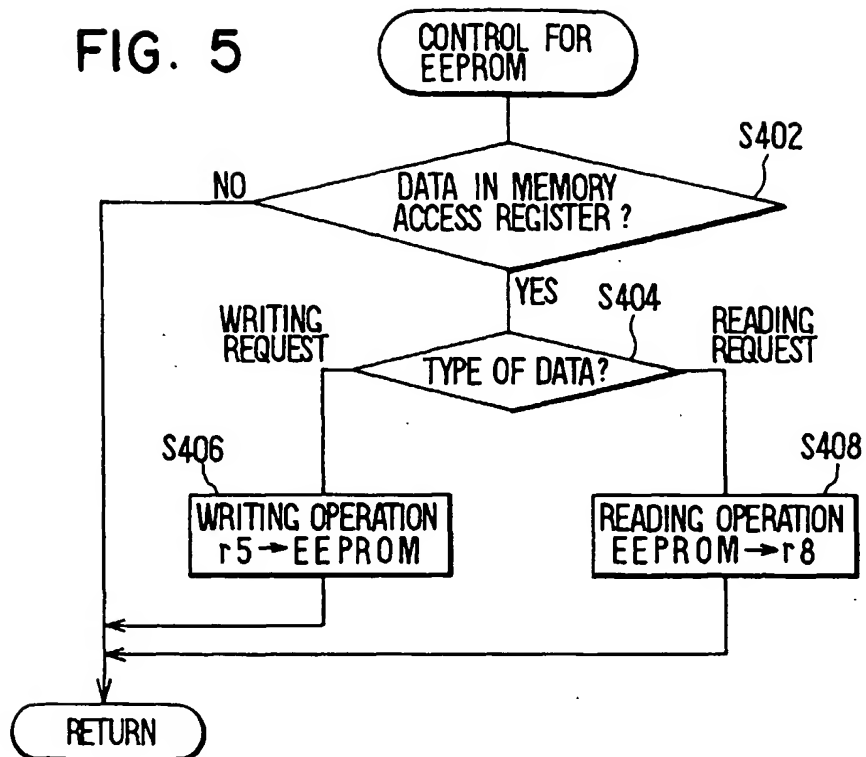 FIG. 5
CONTROL FOR
EEPROM
S402
NO
DATA IN MEMORY
ACCESS REGISTER ?
YES
S404
WRITING
REQUEST
READING
REQUEST
TYPE OF DATA?
S406
S408
WRITING OPERATION
r5→EEPROM
READING OPERATION
EEPROM→r8
RETURN